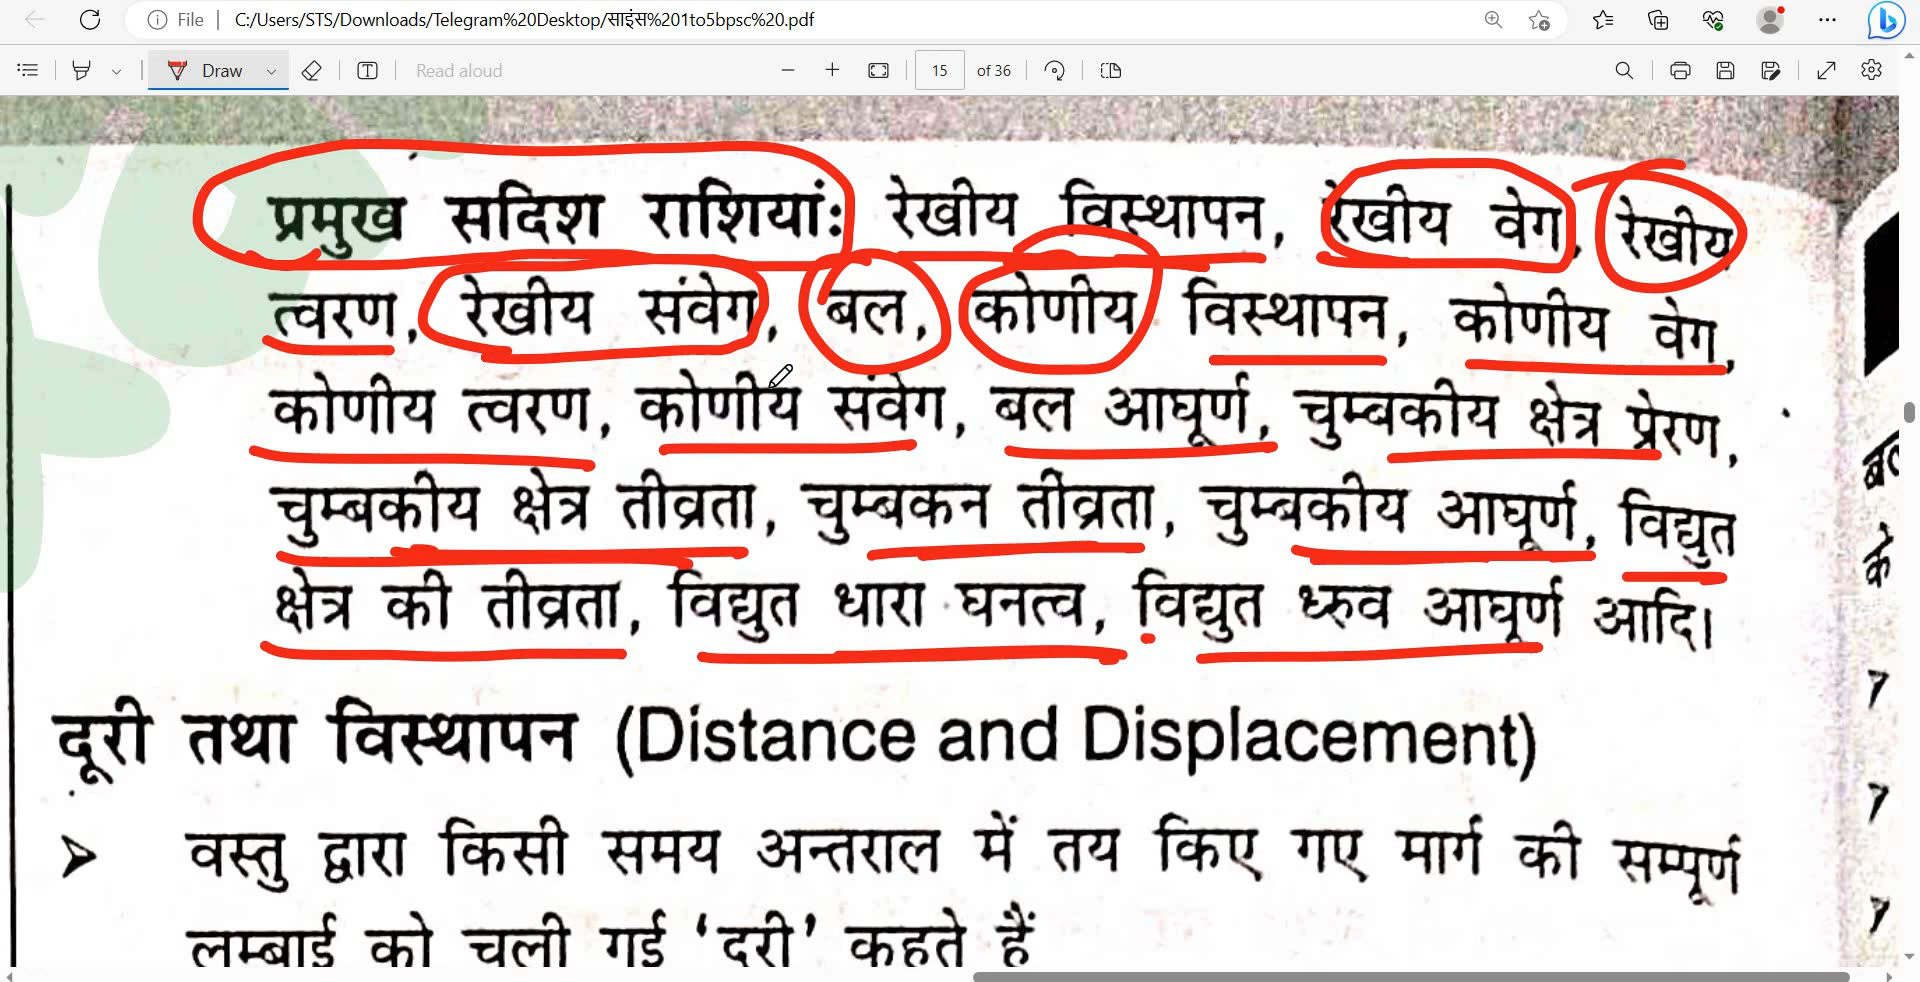 File | C:/Users/STS/Downloads/Telegram%20Desktop/साइंस%201to5bpsc%20.pdf
Draw Read aloud 15 of 36
प्रमुख सदिश राशियां: रेखीय विस्थापन, रेखीय वेग, रेखीय
त्वरण, रेखीय संवेग, बल, कोणीय विस्थापन, कोणीय वेग,
कोणीय त्वरण, कोणीय संवेग, बल आघूर्ण, चुम्बकीय क्षेत्र प्रेरण,
चुम्बकीय क्षेत्र तीव्रता, चुम्बकन तीव्रता, चुम्बकीय आघूर्ण, विद्युत
क्षेत्र की तीव्रता, विद्युत धारा घनत्व, विद्युत ध्रुव आघूर्ण आदि।
दूरी तथा विस्थापन (Distance and Displacement)
➤ वस्तु द्वारा किसी समय अन्तराल में तय किए गए मार्ग की सम्पूर्ण
लम्बाई को चली गई ‘दूरी’ कहते हैं
के